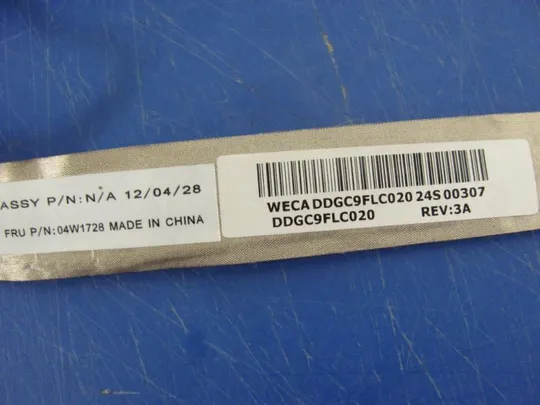 ASSY P/N:N/A 12/04/28
FRU P/N:04W1728 MADE IN CHINA
WECA DDGC9FLC020 24S 00307
DDGC9FLC020 REV:3A